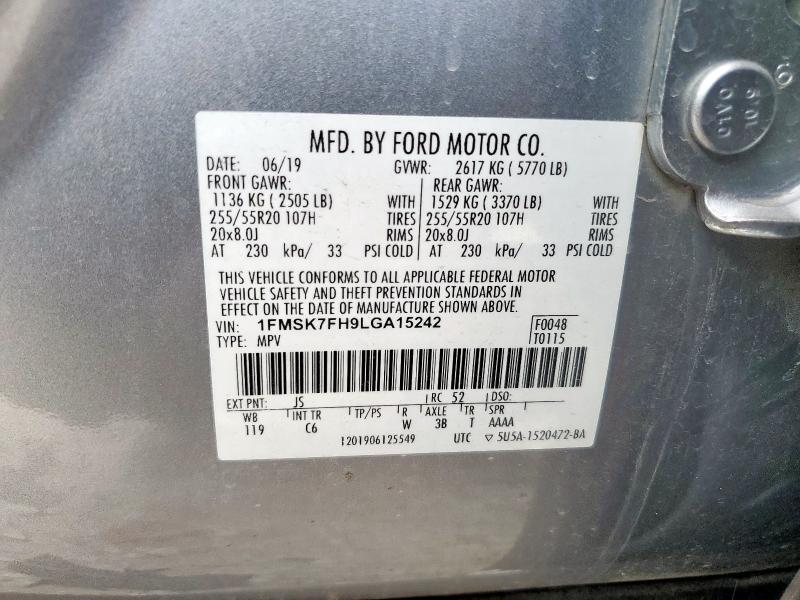 MFD. BY FORD MOTOR CO.
DATE: 06/19 GVWR: 2617 KG ( 5770 LB)
FRONT GAWR: REAR GAWR:
1136 KG ( 2505 LB) WITH 1529 KG ( 3370 LB) WITH
255/55R20 107H TIRES 255/55R20 107H TIRES
20x8.0J RIMS 20x8.0J RIMS
AT 230 kPa/ 33 PSI COLD AT 230 kPa/ 33 PSI COLD
THIS VEHICLE CONFORMS TO ALL APPLICABLE FEDERAL MOTOR
VEHICLE SAFETY AND THEFT PREVENTION STANDARDS IN
EFFECT ON THE DATE OF MANUFACTURE SHOWN ABOVE.
VIN: 1FMSK7FH9LGA15242 F0048
TYPE: MPV T0115
EXT PNT: JS RC 52 DSO:
WB INT TR TP/PS R AXLE TR SPR
119 C6 W 3B T AAAA
1201906125549 UTC ▽ 5U5A-1520472-BA